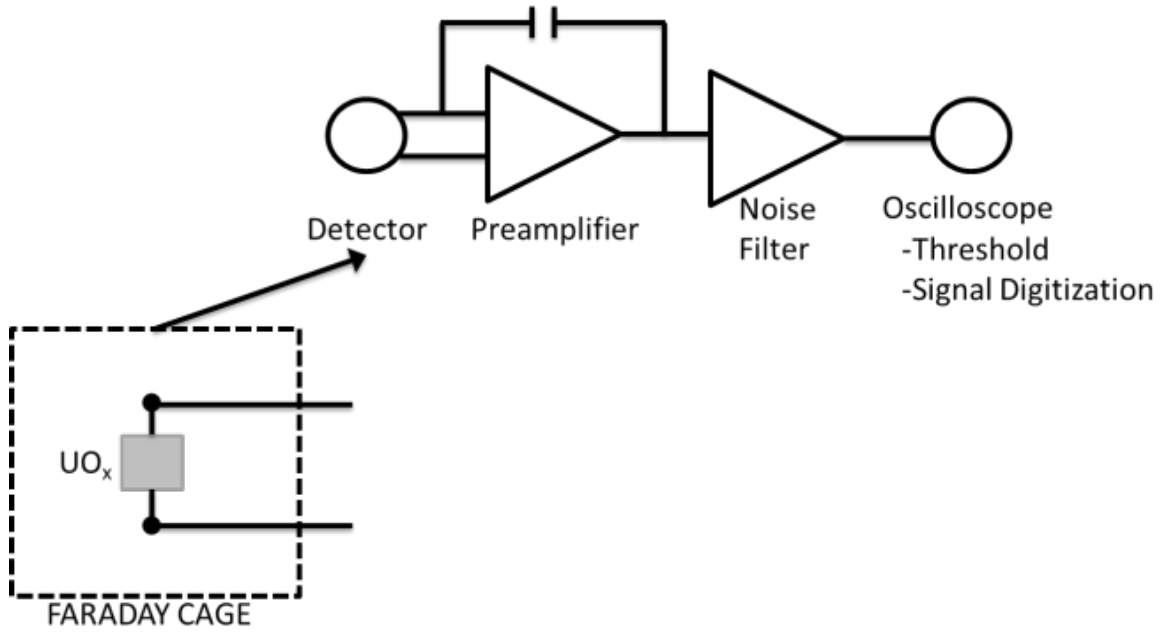 Detector
Preamplifier
Noise
Filter
Oscilloscope
-Threshold
-Signal Digitization
UOₓ
FARADAY CAGE